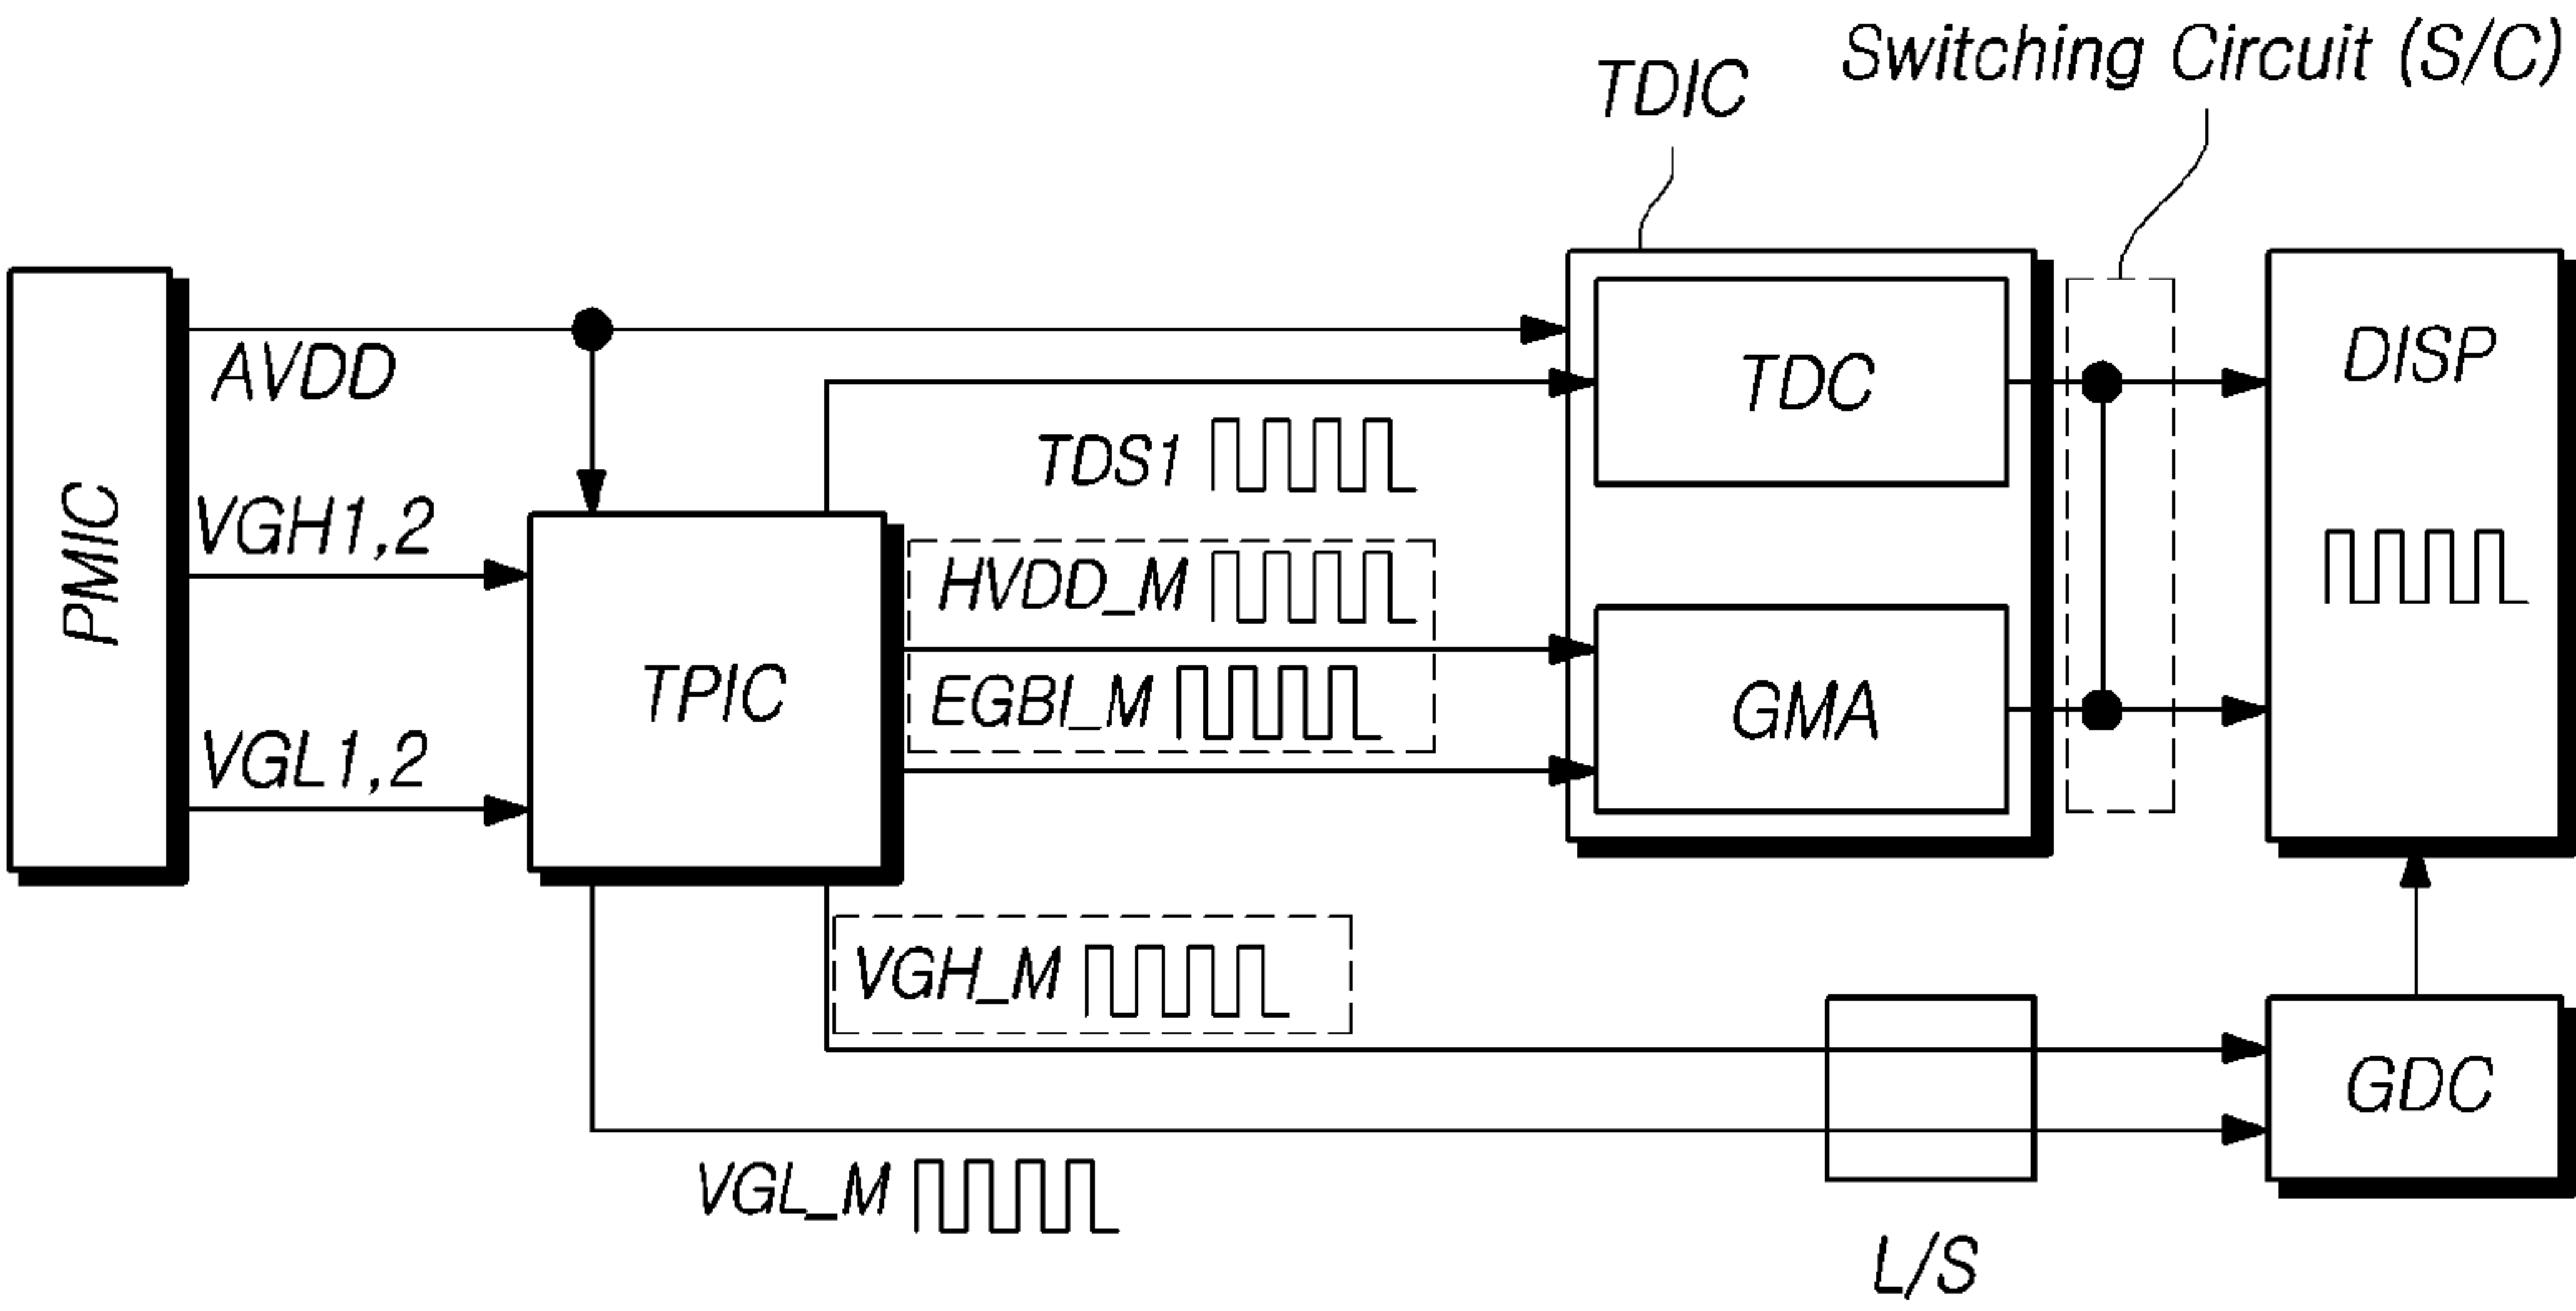 Switching Circuit (S/C)
TDIC
AVDD
TDC
DISP
TDS1
VGH1,2
PMIC
HVDD_M
TPIC
EGBI_M
GMA
VGL1,2
VGH_M
GDC
VGL_M
L/S